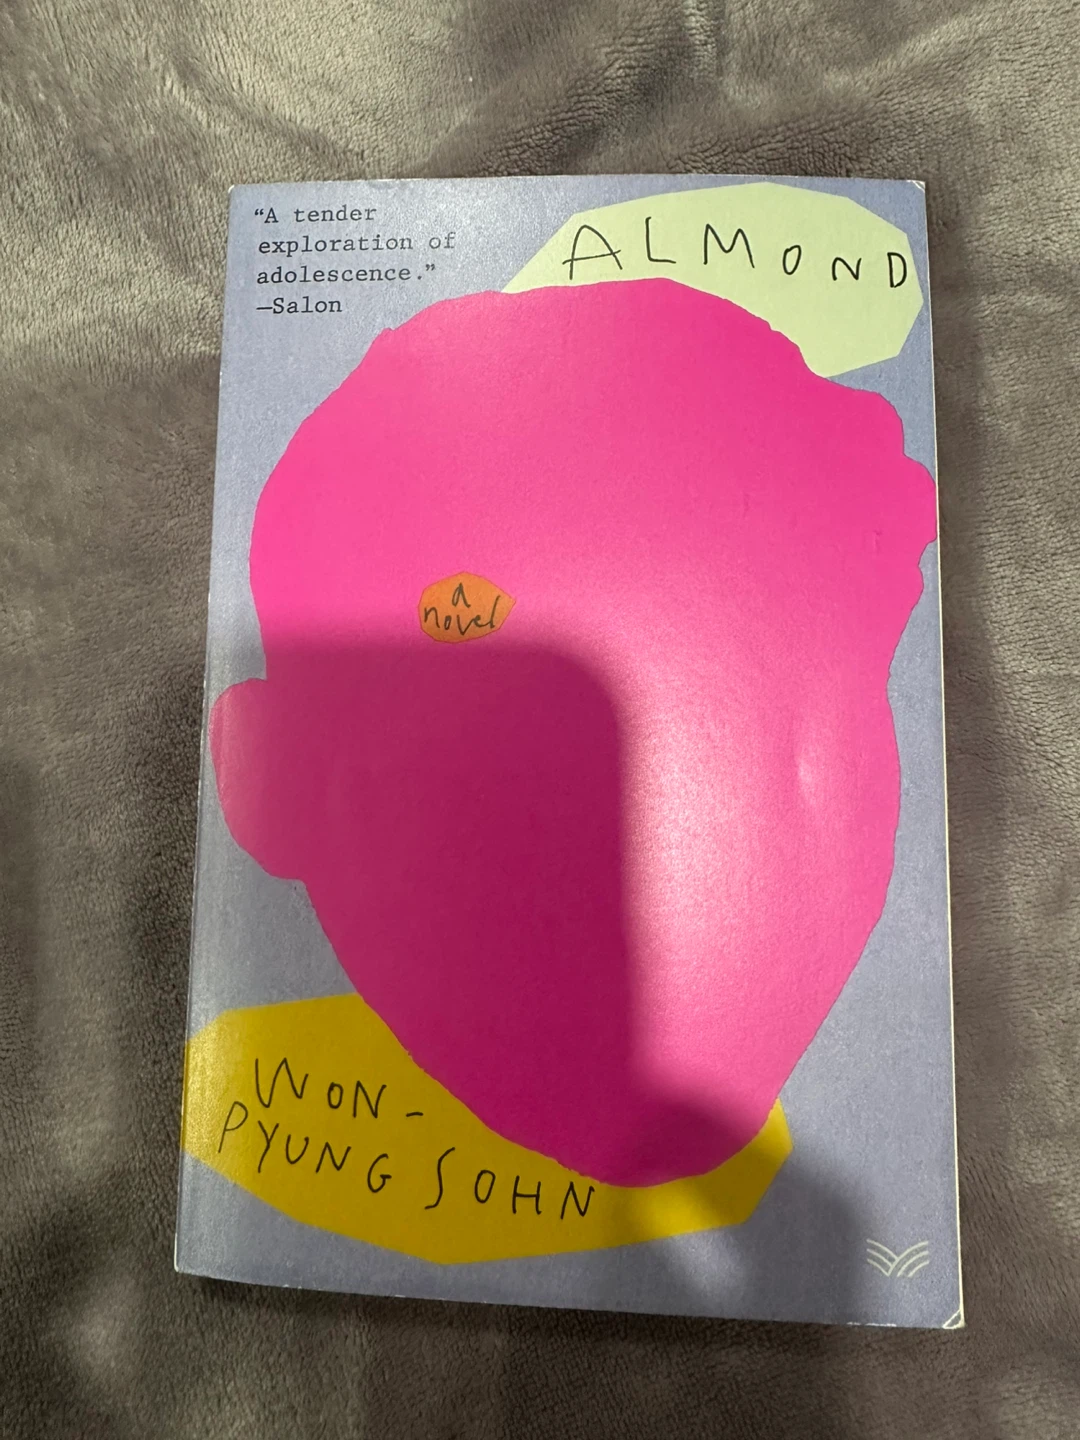 “A tender
exploration of
adolescence.”
—Salon
ALMOND
a
novel
WON-
PYUNG SOHN